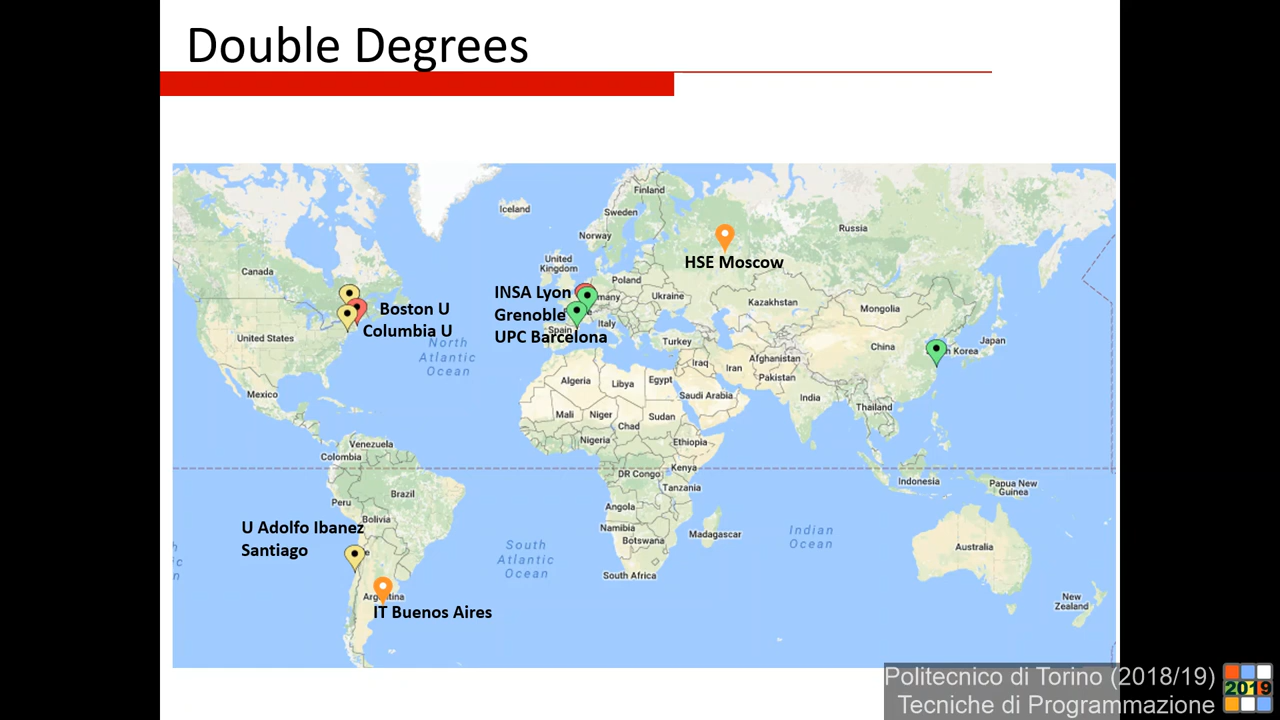 Double Degrees
Iceland
Finland
Sweden
Norway
Russia
United
Kingdom
HSE Moscow
Canada
Poland
INSA Lyon
Ukraine
Kazakhstan
Mongolia
Boston U
Grenoble
Italy
Columbia U
Spain
UPC Barcelona
United States
North
Atlantic
Ocean
Turkey
China
Korea
Japan
Iraq
Iran
Afghanistan
Pakistan
Algeria
Libya
Egypt
Saudi Arabia
Mexico
India
Thailand
Mali
Niger
Chad
Sudan
Nigeria
Ethiopia
Venezuela
Colombia
DR Congo
Kenya
Tanzania
Indonesia
Papua New
Guinea
Peru
Brazil
Bolivia
Angola
Namibia
Botswana
Madagascar
Indian
Ocean
U Adolfo Ibanez
Santiago
South
Atlantic
Ocean
South Africa
Australia
New
Zealand
IT Buenos Aires
Politecnico di Torino (2018/19)
Tecniche di Programmazione
2019